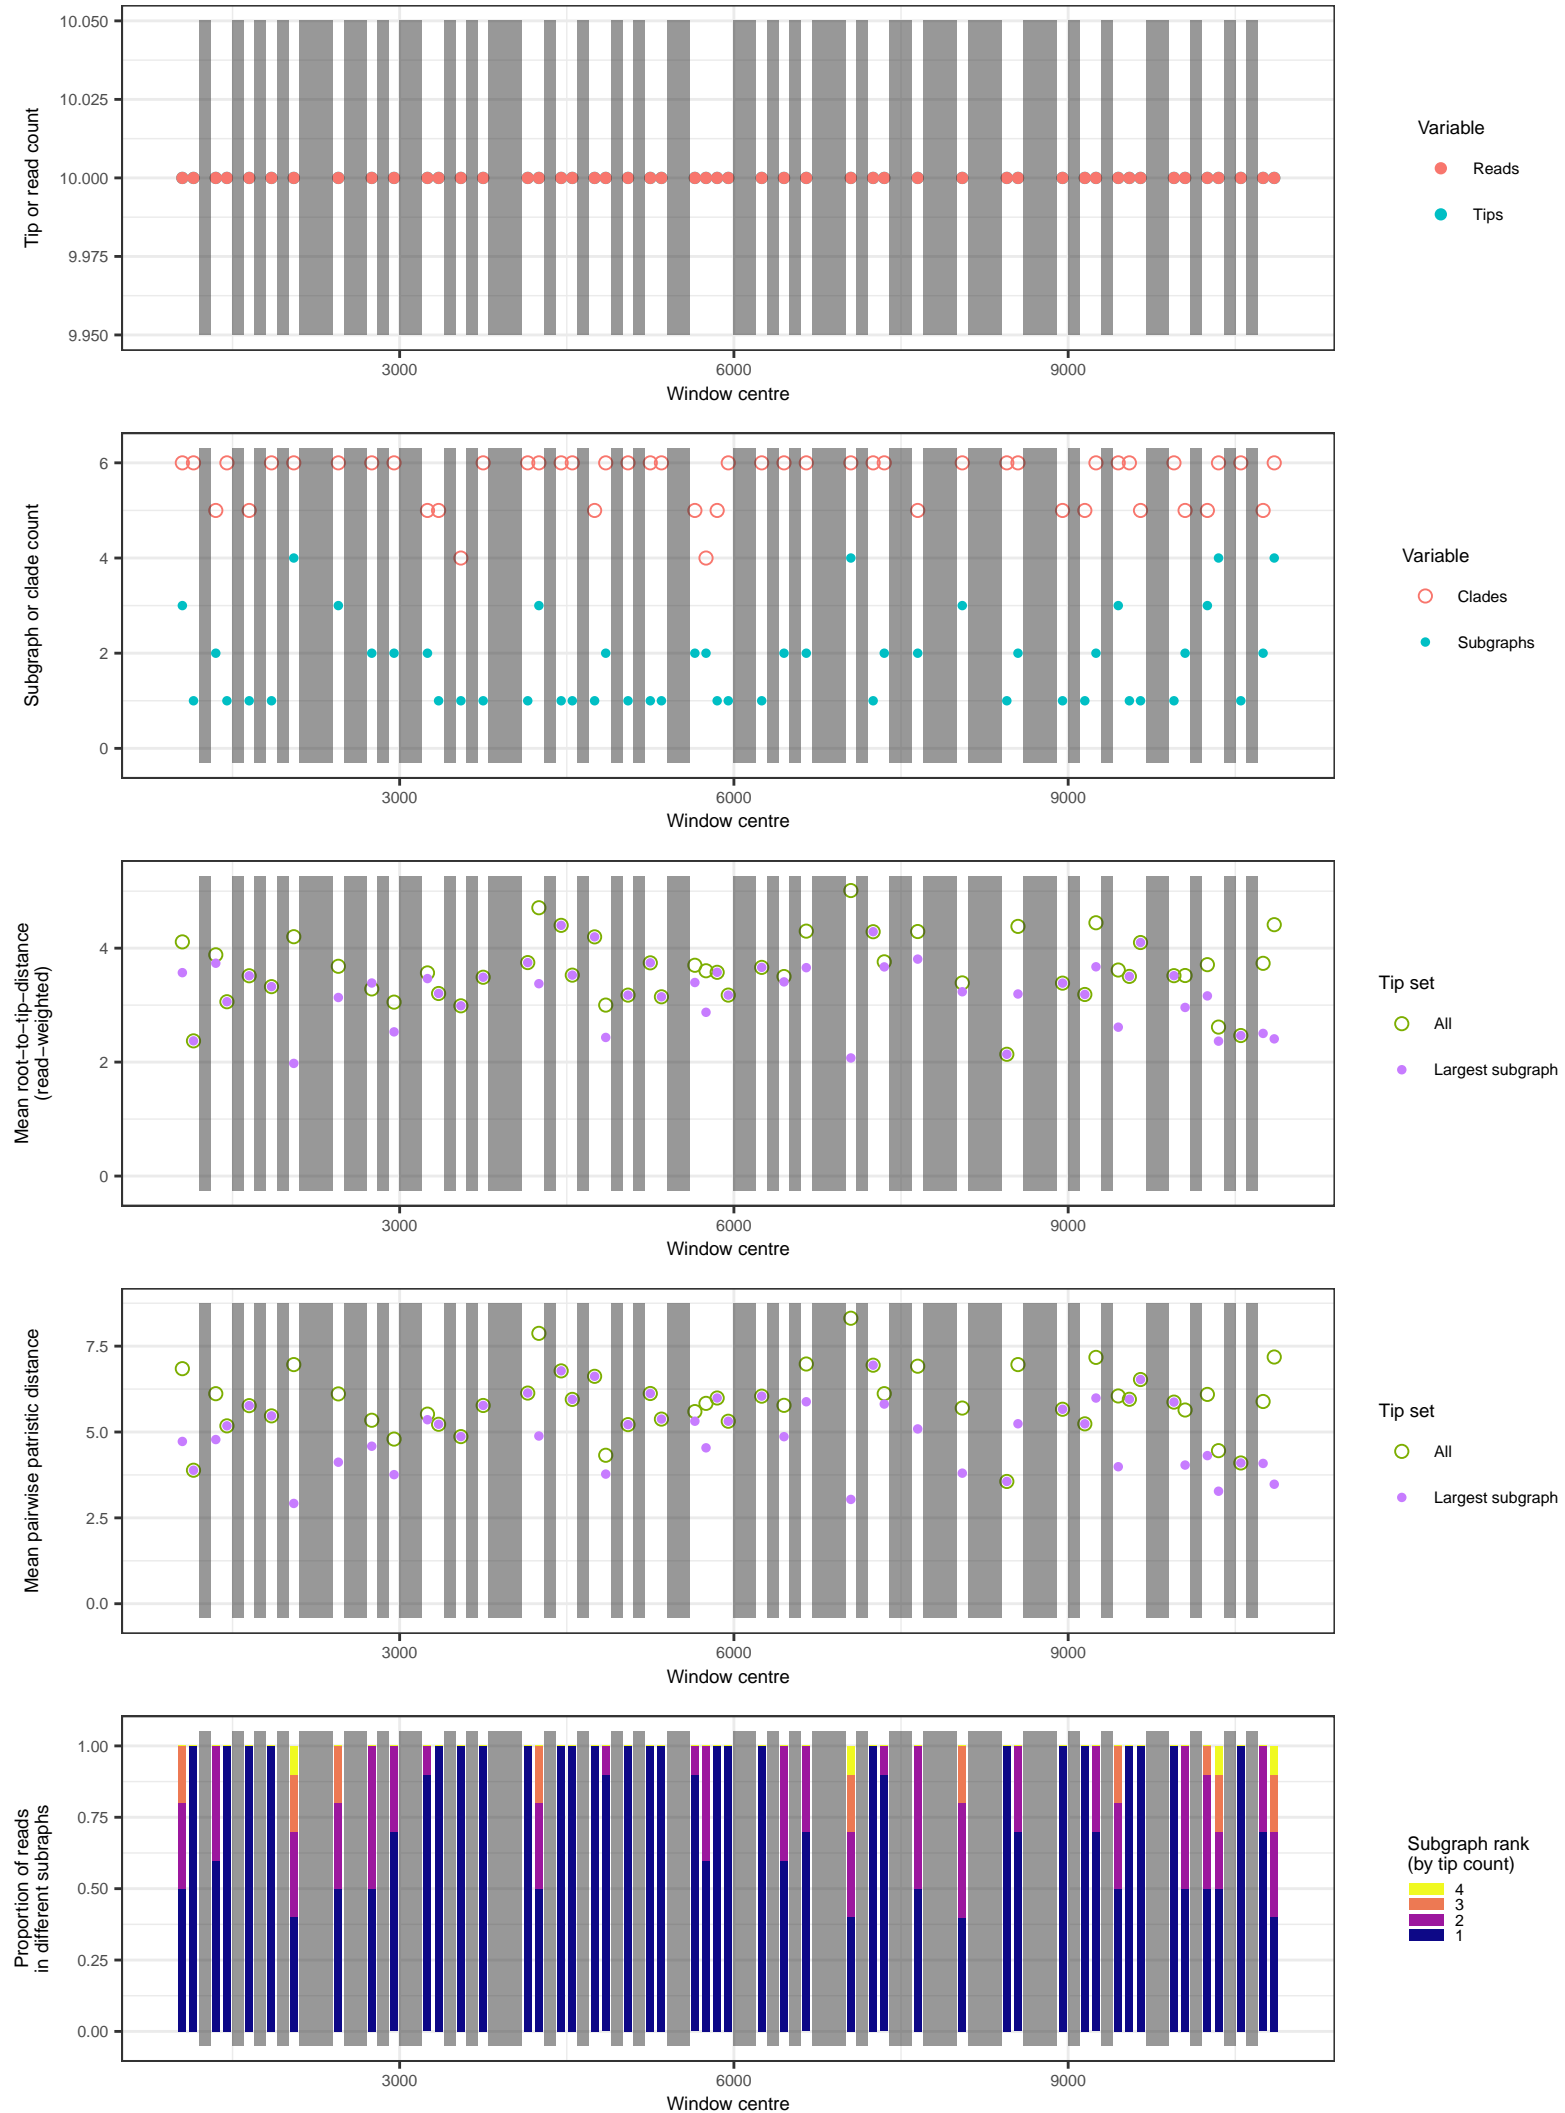 10.050
10.025
10.000
9.975
9.950
Tip or read count
3000
6000
9000
Window centre
Variable
Reads
Tips
6
4
2
0
Subgraph or clade count
3000
6000
9000
Window centre
Variable
Clades
Subgraphs
4
2
0
Mean root−to−tip−distance
(read−weighted)
3000
6000
9000
Window centre
Tip set
All
Largest subgraph
7.5
5.0
2.5
0.0
Mean pairwise patristic distance
3000
6000
9000
Window centre
Tip set
All
Largest subgraph
1.00
0.75
0.50
0.25
0.00
Proportion of reads
in different subraphs
3000
6000
9000
Window centre
Subgraph rank
(by tip count)
4
3
2
1